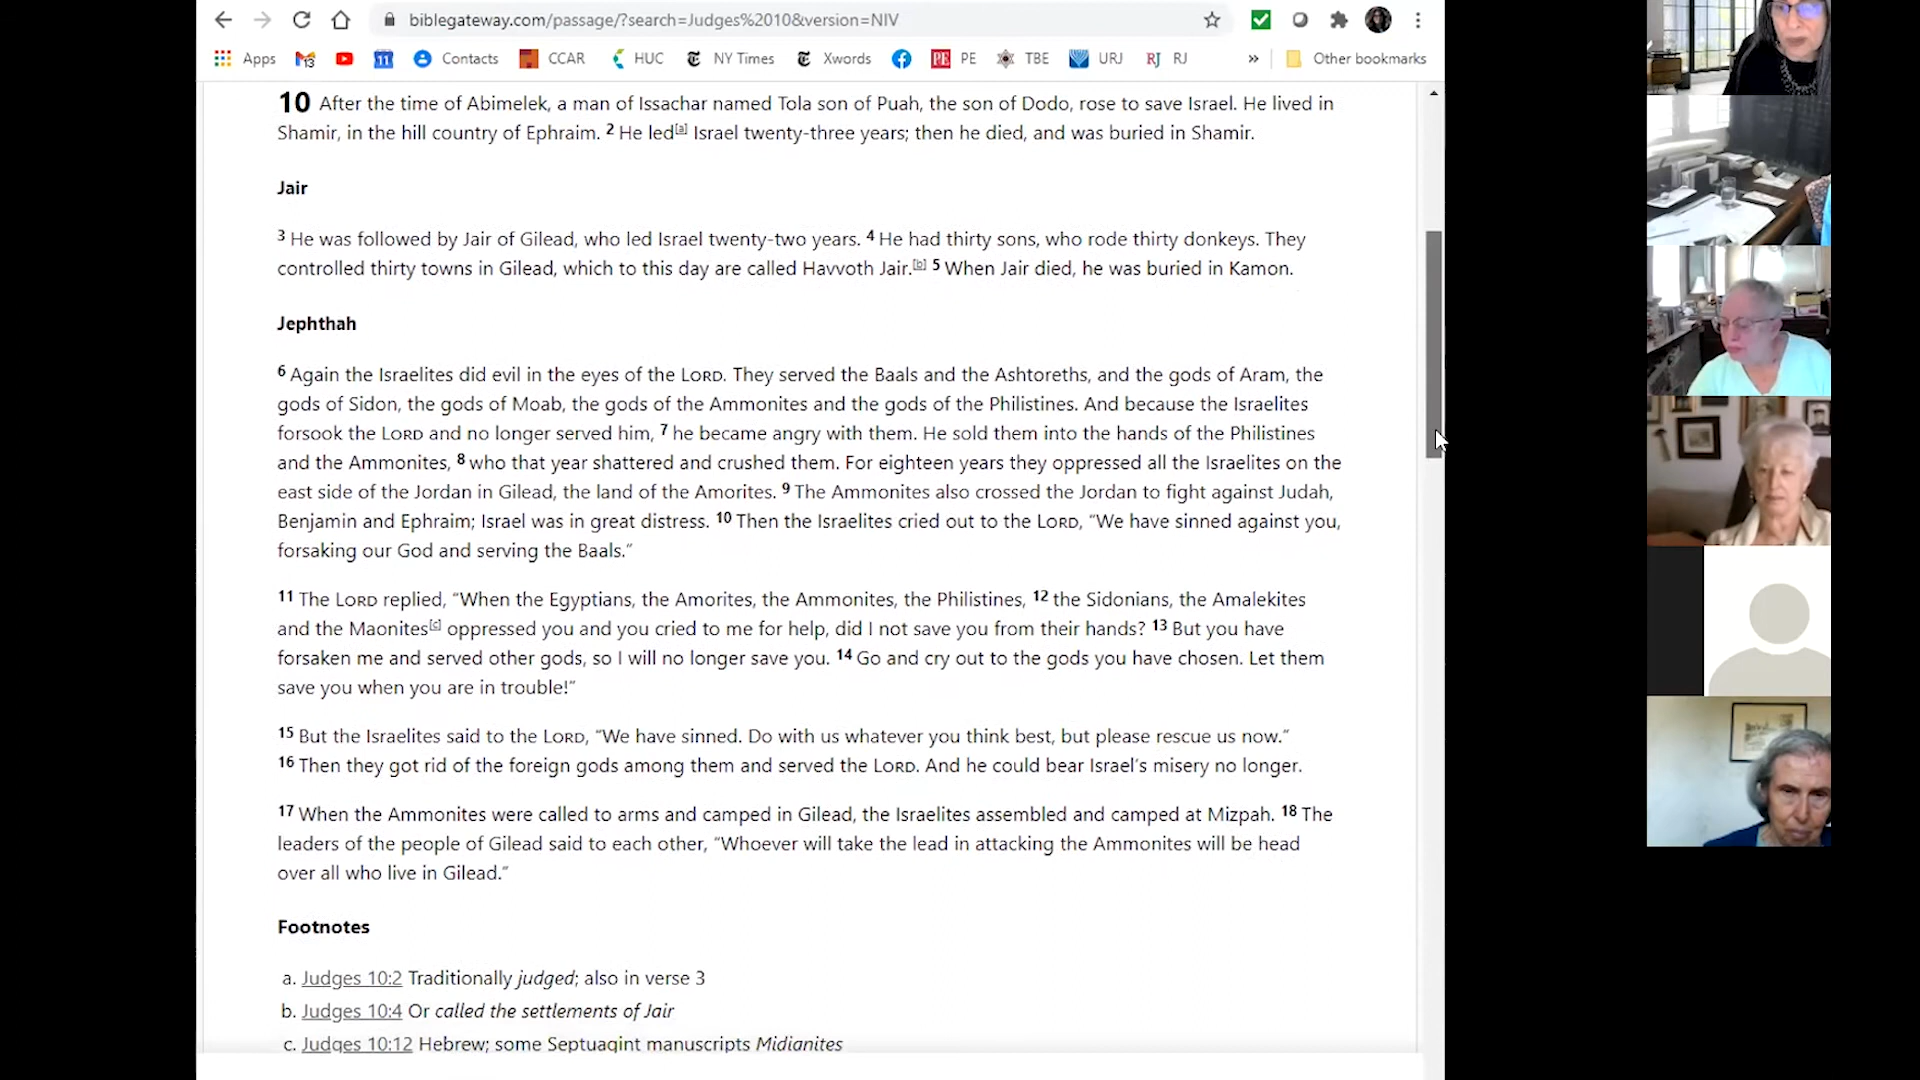 biblegateway.com/passage/?search=Judges%2010&version=NIV
Apps 13 11 Contacts CCAR HUC NY Times Xwords PE PE TBE URJ RJ RJ » Other bookmarks
10 After the time of Abimelek, a man of Issachar named Tola son of Puah, the son of Dodo, rose to save Israel. He lived in
Shamir, in the hill country of Ephraim. 2 He led[a] Israel twenty-three years; then he died, and was buried in Shamir.
Jair
3 He was followed by Jair of Gilead, who led Israel twenty-two years. 4 He had thirty sons, who rode thirty donkeys. They
controlled thirty towns in Gilead, which to this day are called Havvoth Jair.[b] 5 When Jair died, he was buried in Kamon.
Jephthah
6 Again the Israelites did evil in the eyes of the LORD. They served the Baals and the Ashtoreths, and the gods of Aram, the
gods of Sidon, the gods of Moab, the gods of the Ammonites and the gods of the Philistines. And because the Israelites
forsook the LORD and no longer served him, 7 he became angry with them. He sold them into the hands of the Philistines
and the Ammonites, 8 who that year shattered and crushed them. For eighteen years they oppressed all the Israelites on the
east side of the Jordan in Gilead, the land of the Amorites. 9 The Ammonites also crossed the Jordan to fight against Judah,
Benjamin and Ephraim; Israel was in great distress. 10 Then the Israelites cried out to the LORD, “We have sinned against you,
forsaking our God and serving the Baals.”
11 The LORD replied, “When the Egyptians, the Amorites, the Ammonites, the Philistines, 12 the Sidonians, the Amalekites
and the Maonites[c] oppressed you and you cried to me for help, did I not save you from their hands? 13 But you have
forsaken me and served other gods, so I will no longer save you. 14 Go and cry out to the gods you have chosen. Let them
save you when you are in trouble!”
15 But the Israelites said to the LORD, “We have sinned. Do with us whatever you think best, but please rescue us now.”
16 Then they got rid of the foreign gods among them and served the LORD. And he could bear Israel’s misery no longer.
17 When the Ammonites were called to arms and camped in Gilead, the Israelites assembled and camped at Mizpah. 18 The
leaders of the people of Gilead said to each other, “Whoever will take the lead in attacking the Ammonites will be head
over all who live in Gilead.”
Footnotes
a. Judges 10:2 Traditionally judged; also in verse 3
b. Judges 10:4 Or called the settlements of Jair
c. Judges 10:12 Hebrew; some Septuagint manuscripts Midianites